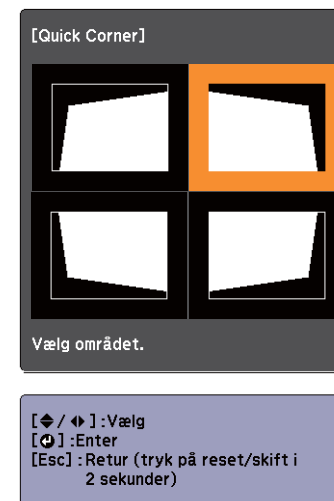 [Quick Corner]
Vælg området.
[ / ] :Vælg
[ ] :Enter
[Esc] : Retur (tryk på reset/skift i
2 sekunder)